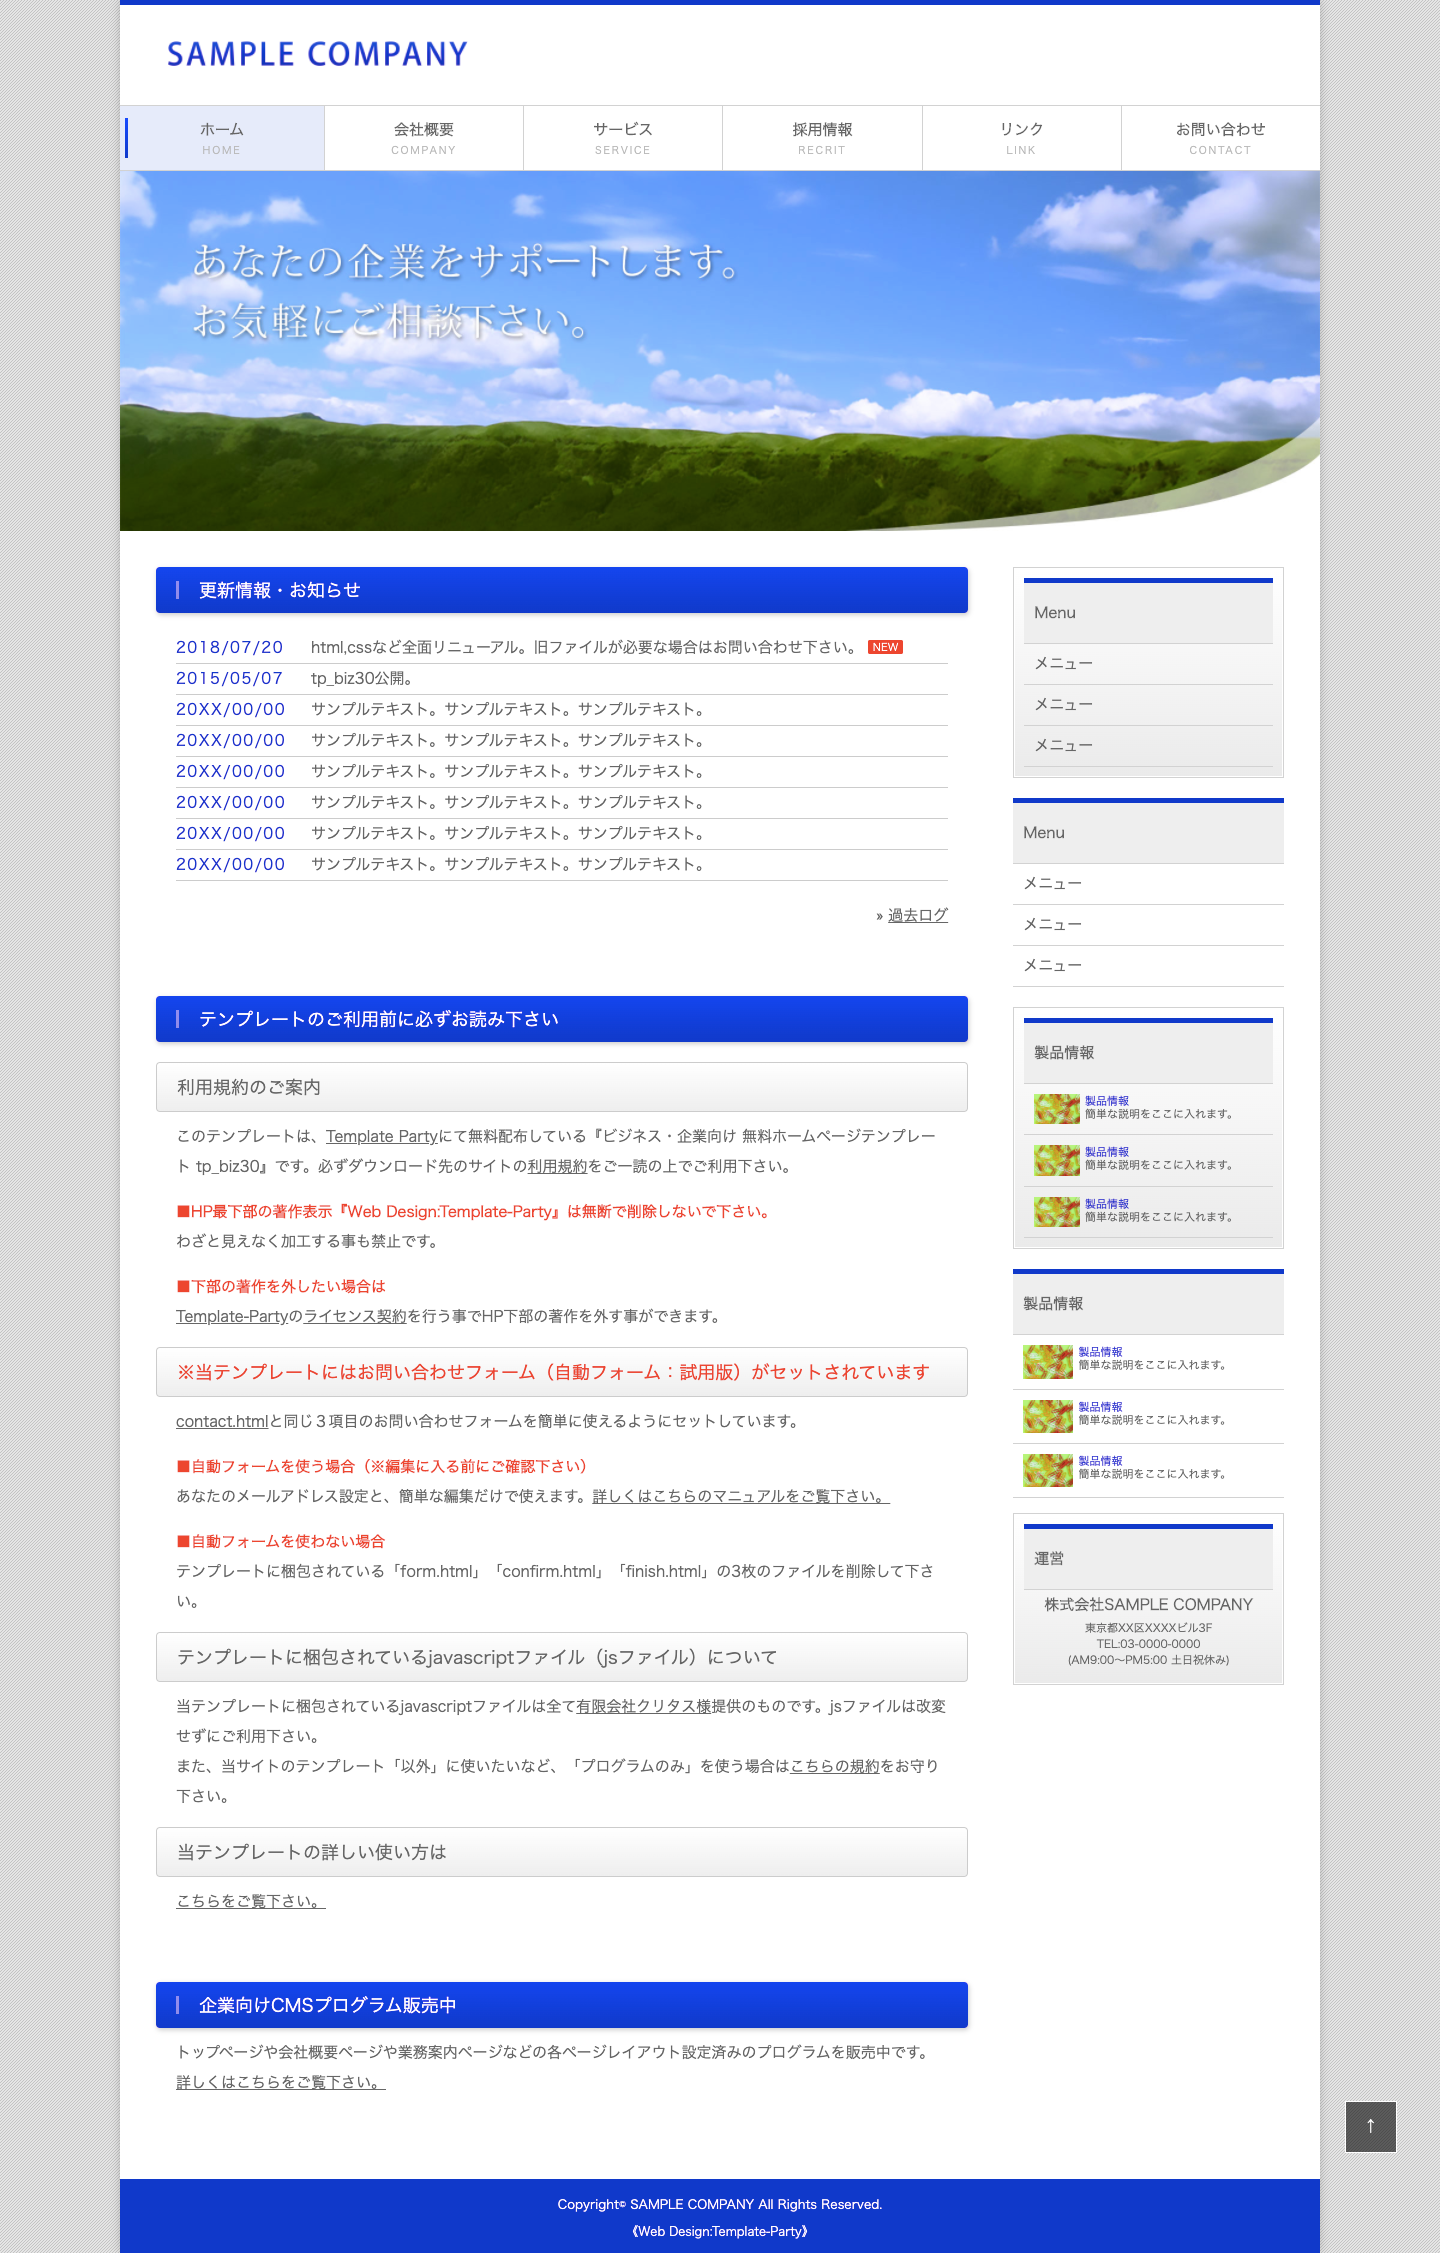 SAMPLE COMPANY
ホーム
HOME
会社概要
COMPANY
サービス
SERVICE
採用情報
RECRIT
リンク
LINK
お問い合わせ
CONTACT
あなたの企業をサポートします。
お気軽にご相談下さい。
更新情報・お知らせ
2018/07/20 html,cssなど全面リニューアル。旧ファイルが必要な場合はお問い合わせ下さい。 NEW
2015/05/07 tp_biz30公開。
20XX/00/00 サンプルテキスト。サンプルテキスト。サンプルテキスト。
20XX/00/00 サンプルテキスト。サンプルテキスト。サンプルテキスト。
20XX/00/00 サンプルテキスト。サンプルテキスト。サンプルテキスト。
20XX/00/00 サンプルテキスト。サンプルテキスト。サンプルテキスト。
20XX/00/00 サンプルテキスト。サンプルテキスト。サンプルテキスト。
20XX/00/00 サンプルテキスト。サンプルテキスト。サンプルテキスト。
» 過去ログ
テンプレートのご利用前に必ずお読み下さい
利用規約のご案内
このテンプレートは、Template Partyにて無料配布している『ビジネス・企業向け 無料ホームページテンプレー
ト tp_biz30』です。必ずダウンロード先のサイトの利用規約をご一読の上でご利用下さい。
■HP最下部の著作表示『Web Design:Template-Party』は無断で削除しないで下さい。
わざと見えなく加工する事も禁止です。
■下部の著作を外したい場合は
Template-Partyのライセンス契約を行う事でHP下部の著作を外す事ができます。
※当テンプレートにはお問い合わせフォーム（自動フォーム：試用版）がセットされています
contact.htmlと同じ３項目のお問い合わせフォームを簡単に使えるようにセットしています。
■自動フォームを使う場合（※編集に入る前にご確認下さい）
あなたのメールアドレス設定と、簡単な編集だけで使えます。詳しくはこちらのマニュアルをご覧下さい。
■自動フォームを使わない場合
テンプレートに梱包されている「form.html」「confirm.html」「finish.html」の3枚のファイルを削除して下さ
い。
テンプレートに梱包されているjavascriptファイル（jsファイル）について
当テンプレートに梱包されているjavascriptファイルは全て有限会社クリタス様提供のものです。jsファイルは改変
せずにご利用下さい。
また、当サイトのテンプレート「以外」に使いたいなど、「プログラムのみ」を使う場合はこちらの規約をお守り
下さい。
当テンプレートの詳しい使い方は
こちらをご覧下さい。
企業向けCMSプログラム販売中
トップページや会社概要ページや業務案内ページなどの各ページレイアウト設定済みのプログラムを販売中です。
詳しくはこちらをご覧下さい。
Menu
メニュー
メニュー
メニュー
Menu
メニュー
メニュー
メニュー
製品情報
製品情報
簡単な説明をここに入れます。
製品情報
簡単な説明をここに入れます。
製品情報
簡単な説明をここに入れます。
製品情報
製品情報
簡単な説明をここに入れます。
製品情報
簡単な説明をここに入れます。
製品情報
簡単な説明をここに入れます。
運営
株式会社SAMPLE COMPANY
東京都XX区XXXXビル3F
TEL:03-0000-0000
(AM9:00〜PM5:00 土日祝休み)
↑
Copyright© SAMPLE COMPANY All Rights Reserved.
《Web Design:Template-Party》